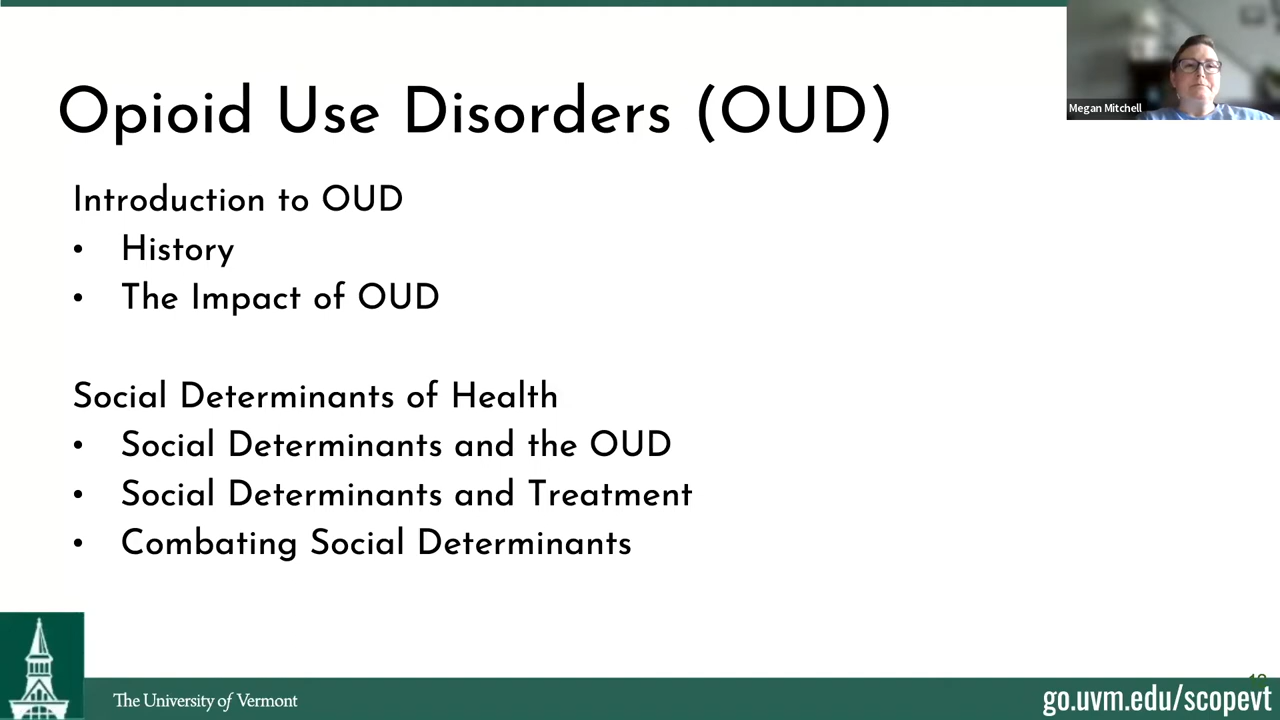 Opioid Use Disorders (OUD)
Megan Mitchell
Introduction to OUD
• History
• The Impact of OUD
Social Determinants of Health
• Social Determinants and the OUD
• Social Determinants and Treatment
• Combating Social Determinants
The University of Vermont
go.uvm.edu/scopevt